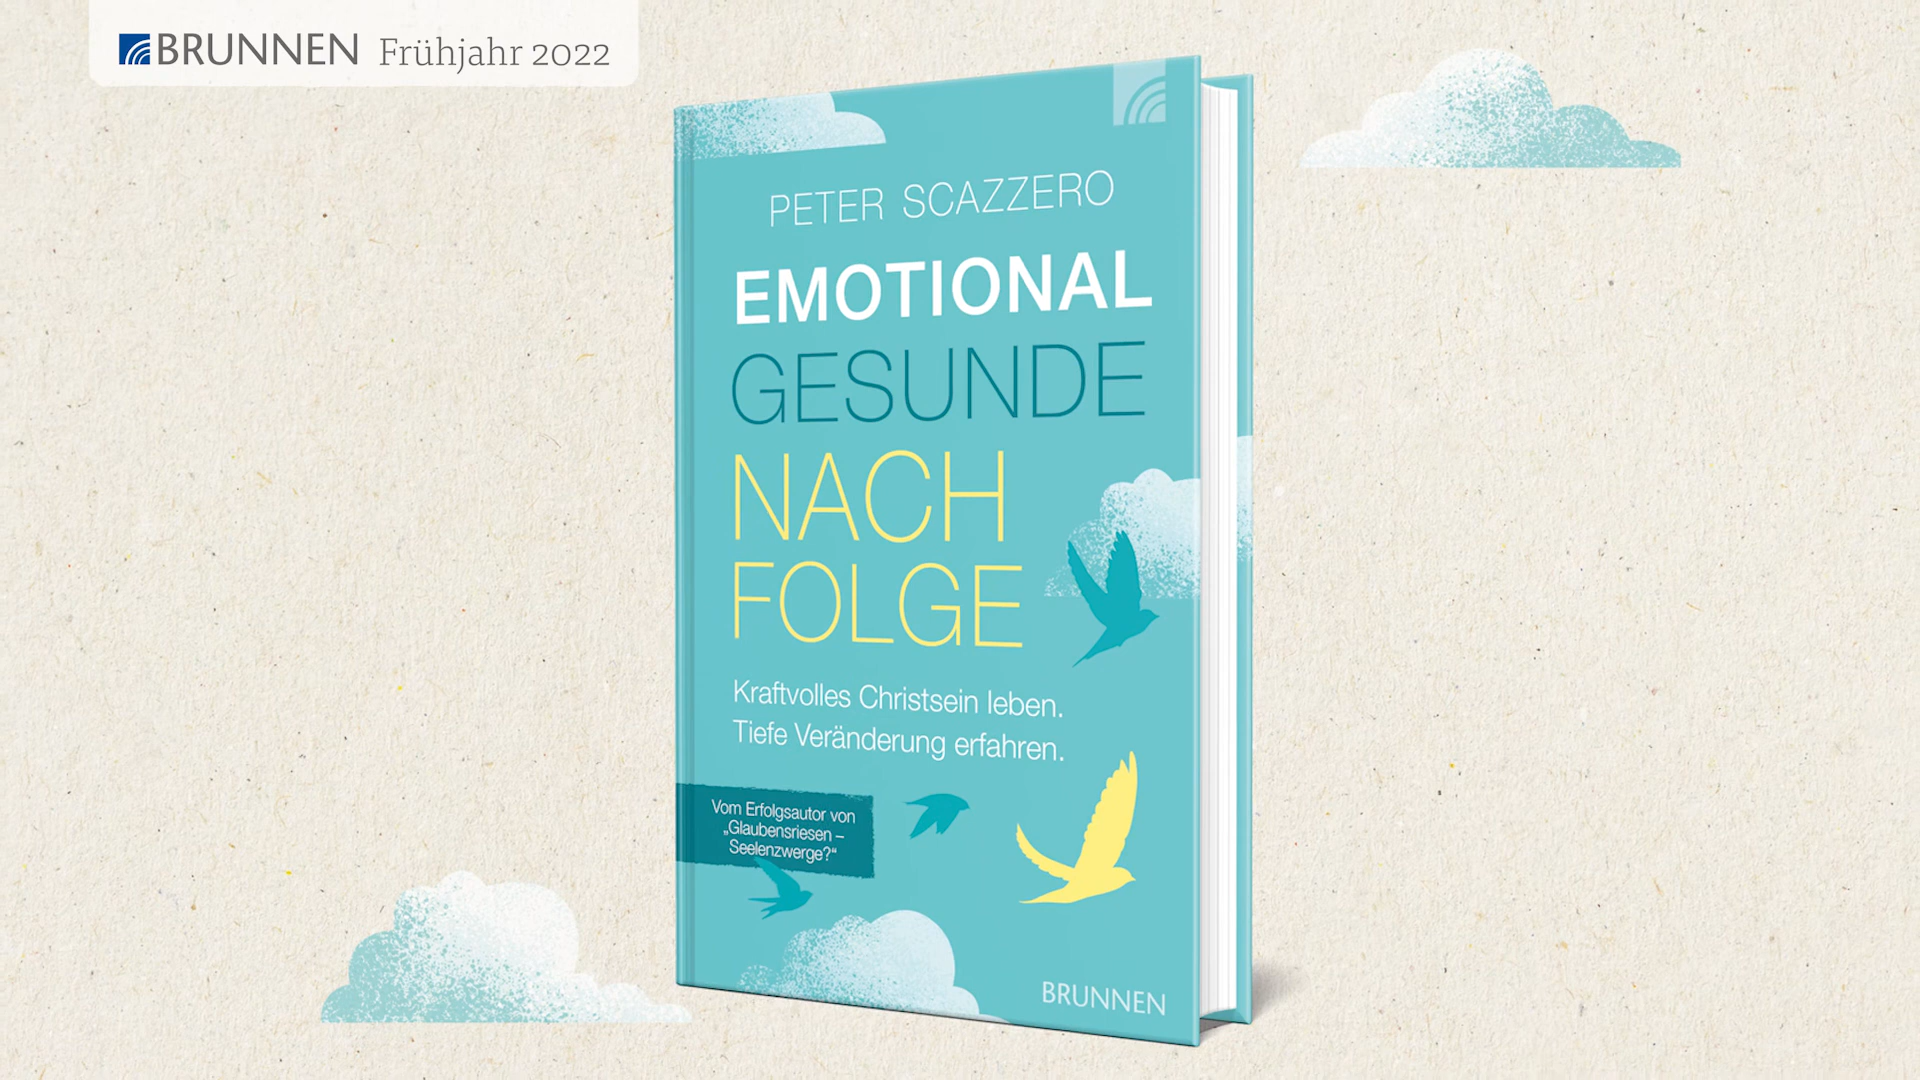 BRUNNEN Frühjahr 2022
PETER SCAZZERO
EMOTIONAL
GESUNDE
NACH
FOLGE
Kraftvolles Christsein leben.
Tiefe Veränderung erfahren.
Vom Erfolgsautor von
„Glaubensriesen –
Seelenzwerge?“
BRUNNEN